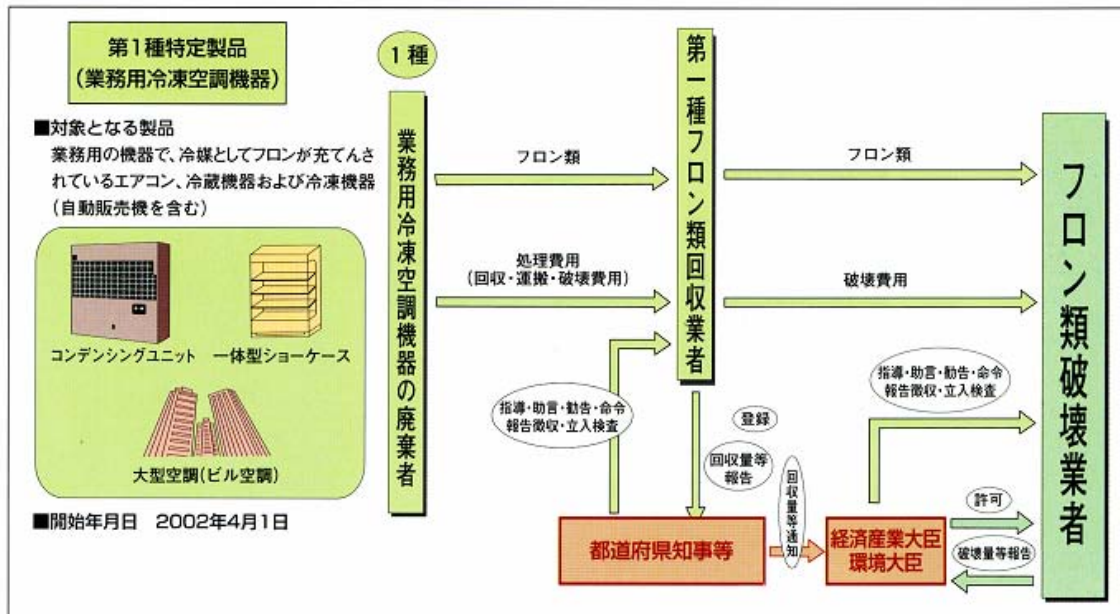 第1種特定製品
(業務用冷凍空調機器)
■対象となる製品
業務用の機器で、冷媒としてフロンが充てんさ
れているエアコン、冷蔵機器および冷凍機器
(自動販売機を含む)
コンデンシングユニット
一体型ショーケース
大型空調(ビル空調)
■開始年月日 2002年4月1日
1種
業務用冷凍空調機器の廃棄者
フロン類
処理費用
(回収・運搬・破壊費用)
指導・助言・勧告・命令
報告徴収・立入検査
第一種フロン類回収業者
登録
回収量等
報告
都道府県知事等
回収量等通知
フロン類
破壊費用
指導・助言・勧告・命令
報告徴収・立入検査
経済産業大臣
環境大臣
許可
破壊量等報告
フロン類破壊業者